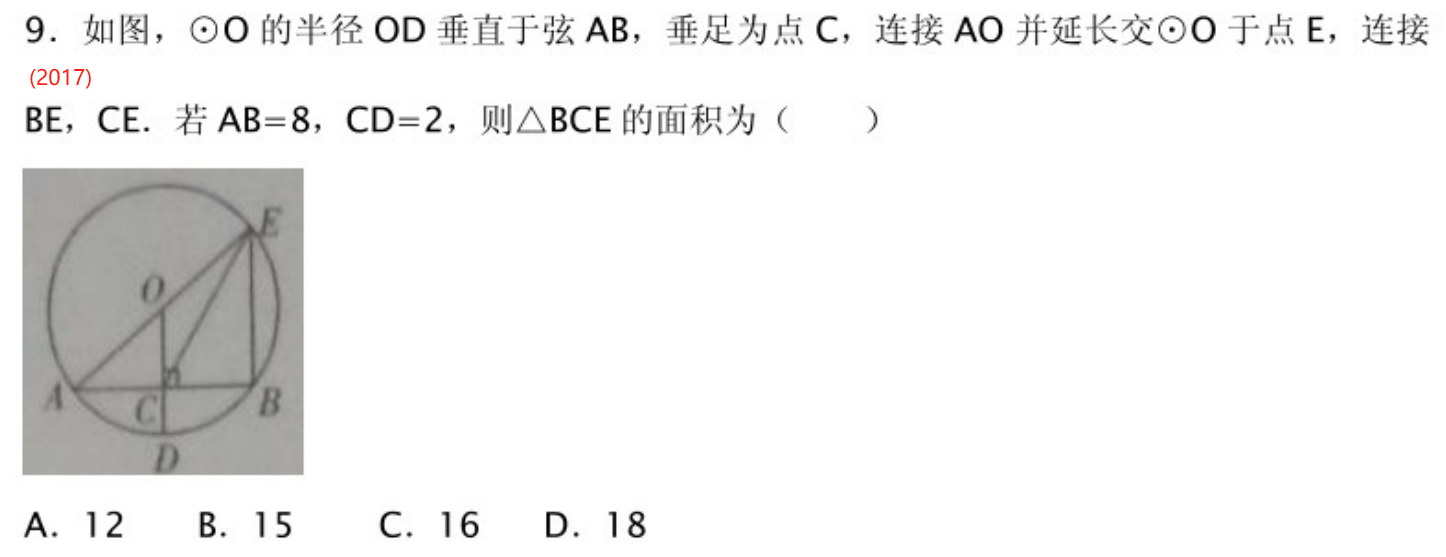 9．如图，⊙O 的半径 OD 垂直于弦 AB，垂足为点 C，连接 AO 并延长交⊙O 于点 E，连接
(2017)
BE，CE．若 AB=8，CD=2，则△BCE 的面积为（　　）
E
O
A
C
B
D
A．12 B．15 C．16 D．18